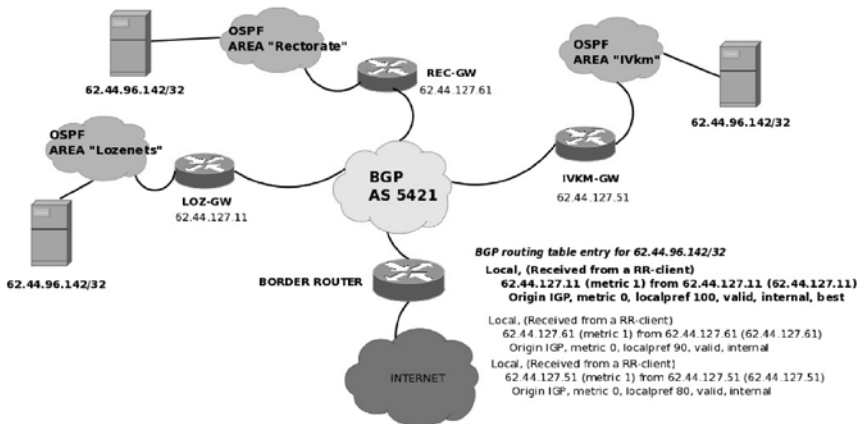 OSPF
AREA "Rectorate"
62.44.96.142/32
REC-GW
62.44.127.61
OSPF
AREA "IVkm"
62.44.96.142/32
OSPF
AREA "Lozenets"
LOZ-GW
62.44.127.11
62.44.96.142/32
BGP
AS 5421
IVKM-GW
62.44.127.51
BORDER ROUTER
INTERNET
BGP routing table entry for 62.44.96.142/32
Local, (Received from a RR-client)
62.44.127.11 (metric 1) from 62.44.127.11 (62.44.127.11)
Origin IGP, metric 0, localpref 100, valid, internal, best
Local, (Received from a RR-client)
62.44.127.61 (metric 1) from 62.44.127.61 (62.44.127.61)
Origin IGP, metric 0, localpref 90, valid, internal
Local, (Received from a RR-client)
62.44.127.51 (metric 1) from 62.44.127.51 (62.44.127.51)
Origin IGP, metric 0, localpref 80, valid, internal